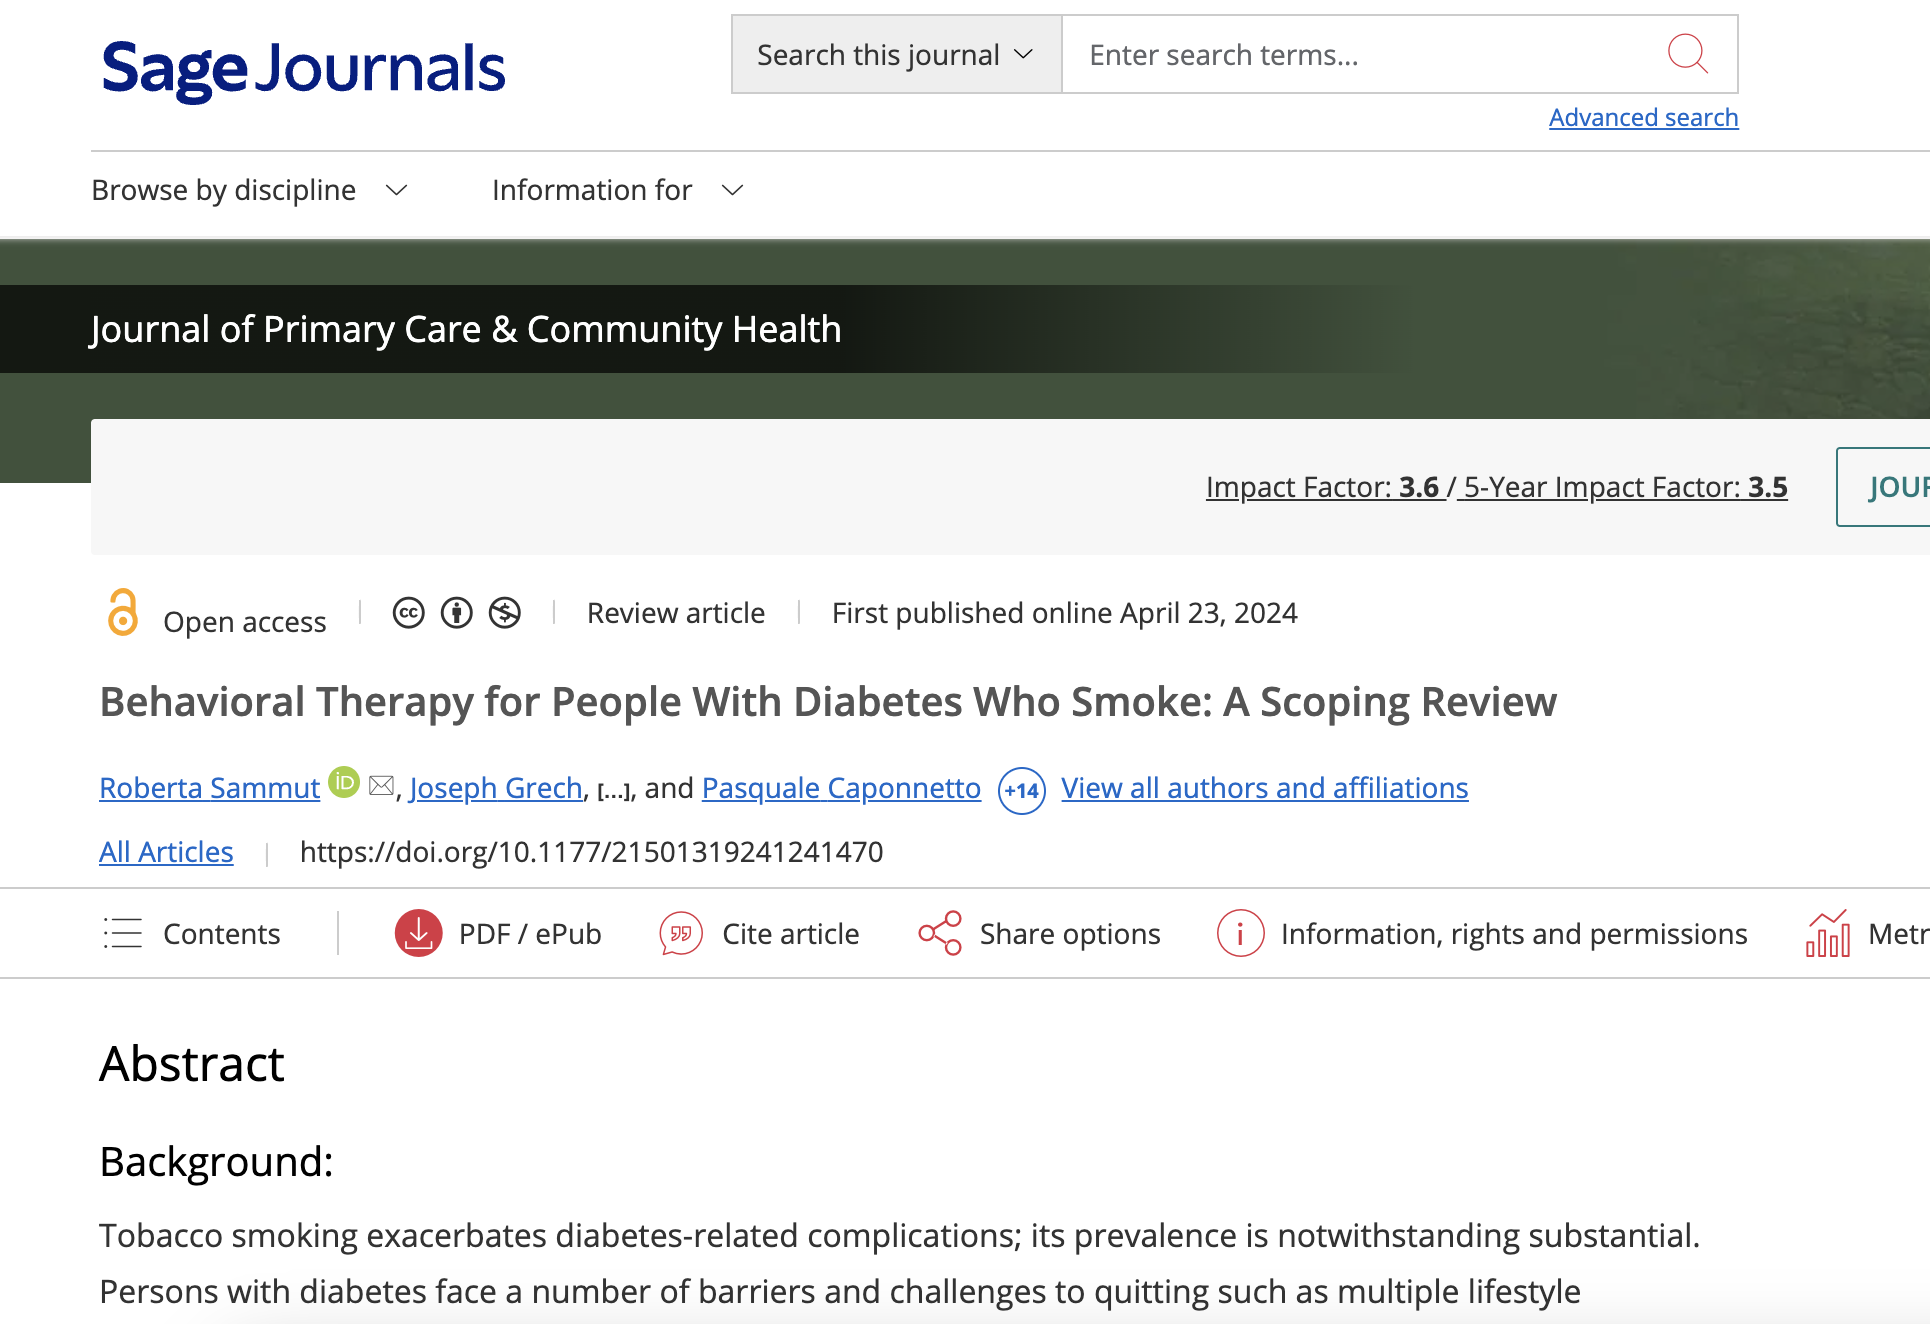 Sage Journals
Search this journal
Enter search terms...
Advanced search
Browse by discipline
Information for
Journal of Primary Care & Community Health
Impact Factor: 3.6 / 5-Year Impact Factor: 3.5
JOUR
Open access
cc
Review article
First published online April 23, 2024
Behavioral Therapy for People With Diabetes Who Smoke: A Scoping Review
Roberta Sammut iD, Joseph Grech, [...], and Pasquale Caponnetto +14 View all authors and affiliations
All Articles
https://doi.org/10.1177/21501319241241470
Contents
PDF / ePub
Cite article
Share options
Information, rights and permissions
Metr
Abstract
Background:
Tobacco smoking exacerbates diabetes-related complications; its prevalence is notwithstanding substantial.
Persons with diabetes face a number of barriers and challenges to quitting such as multiple lifestyle